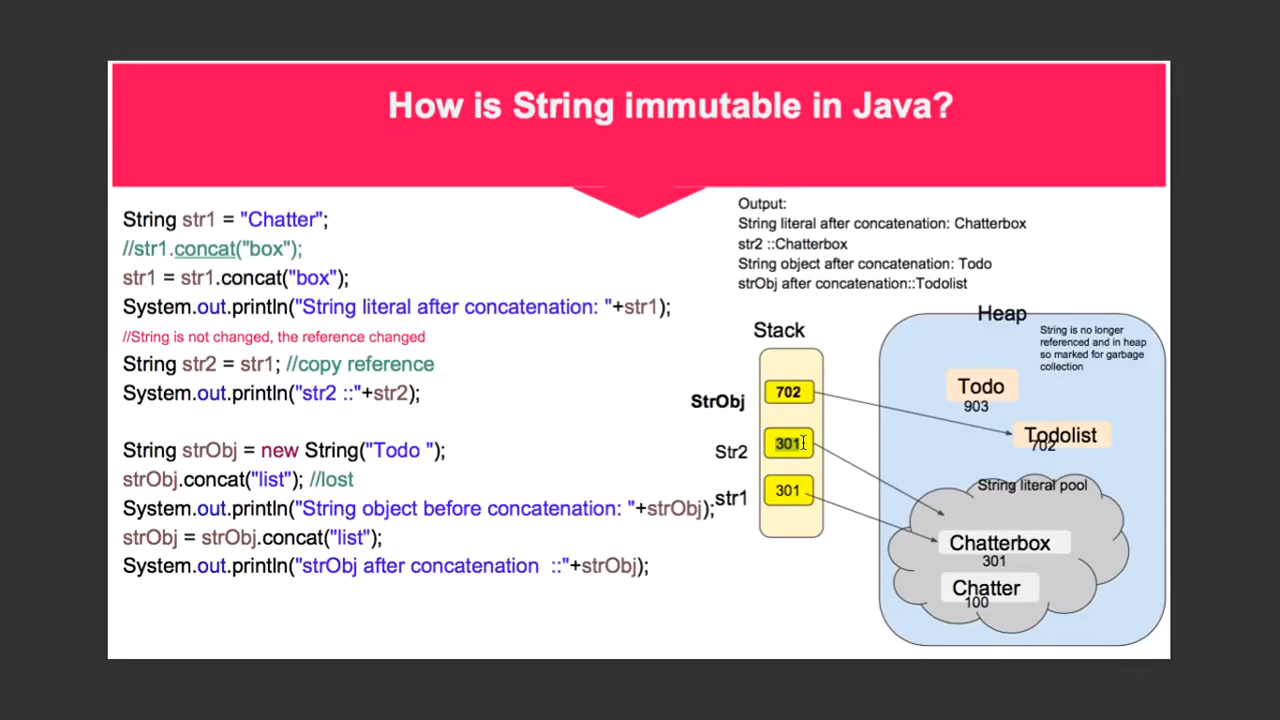 How is String immutable in Java?
String str1 = "Chatter";
//str1.concat("box");
str1 = str1.concat("box");
System.out.println("String literal after concatenation: "+str1);
//String is not changed, the reference changed
String str2 = str1; //copy reference
System.out.println("str2 ::"+str2);
String strObj = new String("Todo ");
strObj.concat("list"); //lost
System.out.println("String object before concatenation: "+strObj);
strObj = strObj.concat("list");
System.out.println("strObj after concatenation  ::"+strObj);
Output:
String literal after concatenation: Chatterbox
str2 ::Chatterbox
String object after concatenation: Todo
strObj after concatenation::Todolist
Stack
StrObj
702
Str2
301
str1
301
Heap
String is no longer
referenced and in heap
so marked for garbage
collection
Todo
903
Todolist
702
String literal pool
Chatterbox
301
Chatter
100